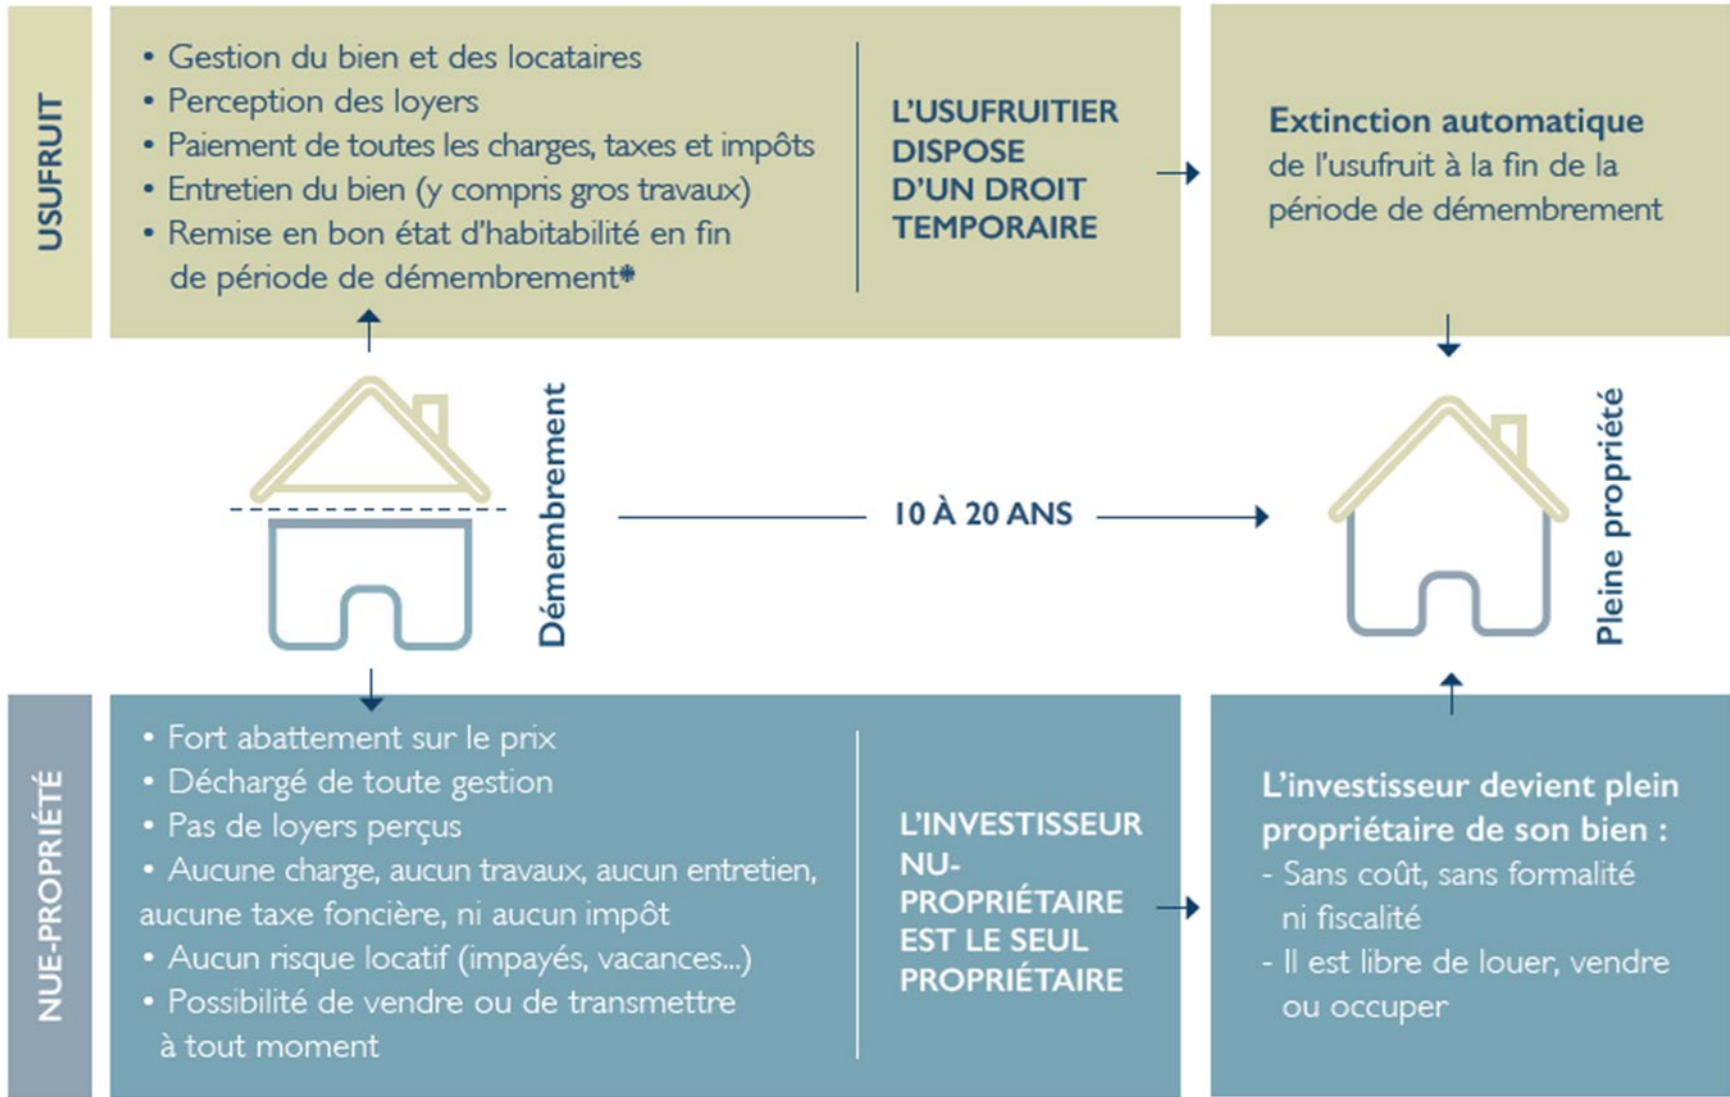 USUFRUIT
• Gestion du bien et des locataires
• Perception des loyers
• Paiement de toutes les charges, taxes et impôts
• Entretien du bien (y compris gros travaux)
• Remise en bon état d'habitabilité en fin
de période de démembrement*
L'USUFRUITIER
DISPOSE
D'UN DROIT
TEMPORAIRE
Extinction automatique
de l'usufruit à la fin de la
période de démembrement
Démembrement
10 À 20 ANS
Pleine propriété
NUE-PROPRIÉTÉ
• Fort abattement sur le prix
• Déchargé de toute gestion
• Pas de loyers perçus
• Aucune charge, aucun travaux, aucun entretien,
aucune taxe foncière, ni aucun impôt
• Aucun risque locatif (impayés, vacances...)
• Possibilité de vendre ou de transmettre
à tout moment
L'INVESTISSEUR
NU-
PROPRIÉTAIRE
EST LE SEUL
PROPRIÉTAIRE
L'investisseur devient plein
propriétaire de son bien :
- Sans coût, sans formalité
ni fiscalité
- Il est libre de louer, vendre
ou occuper